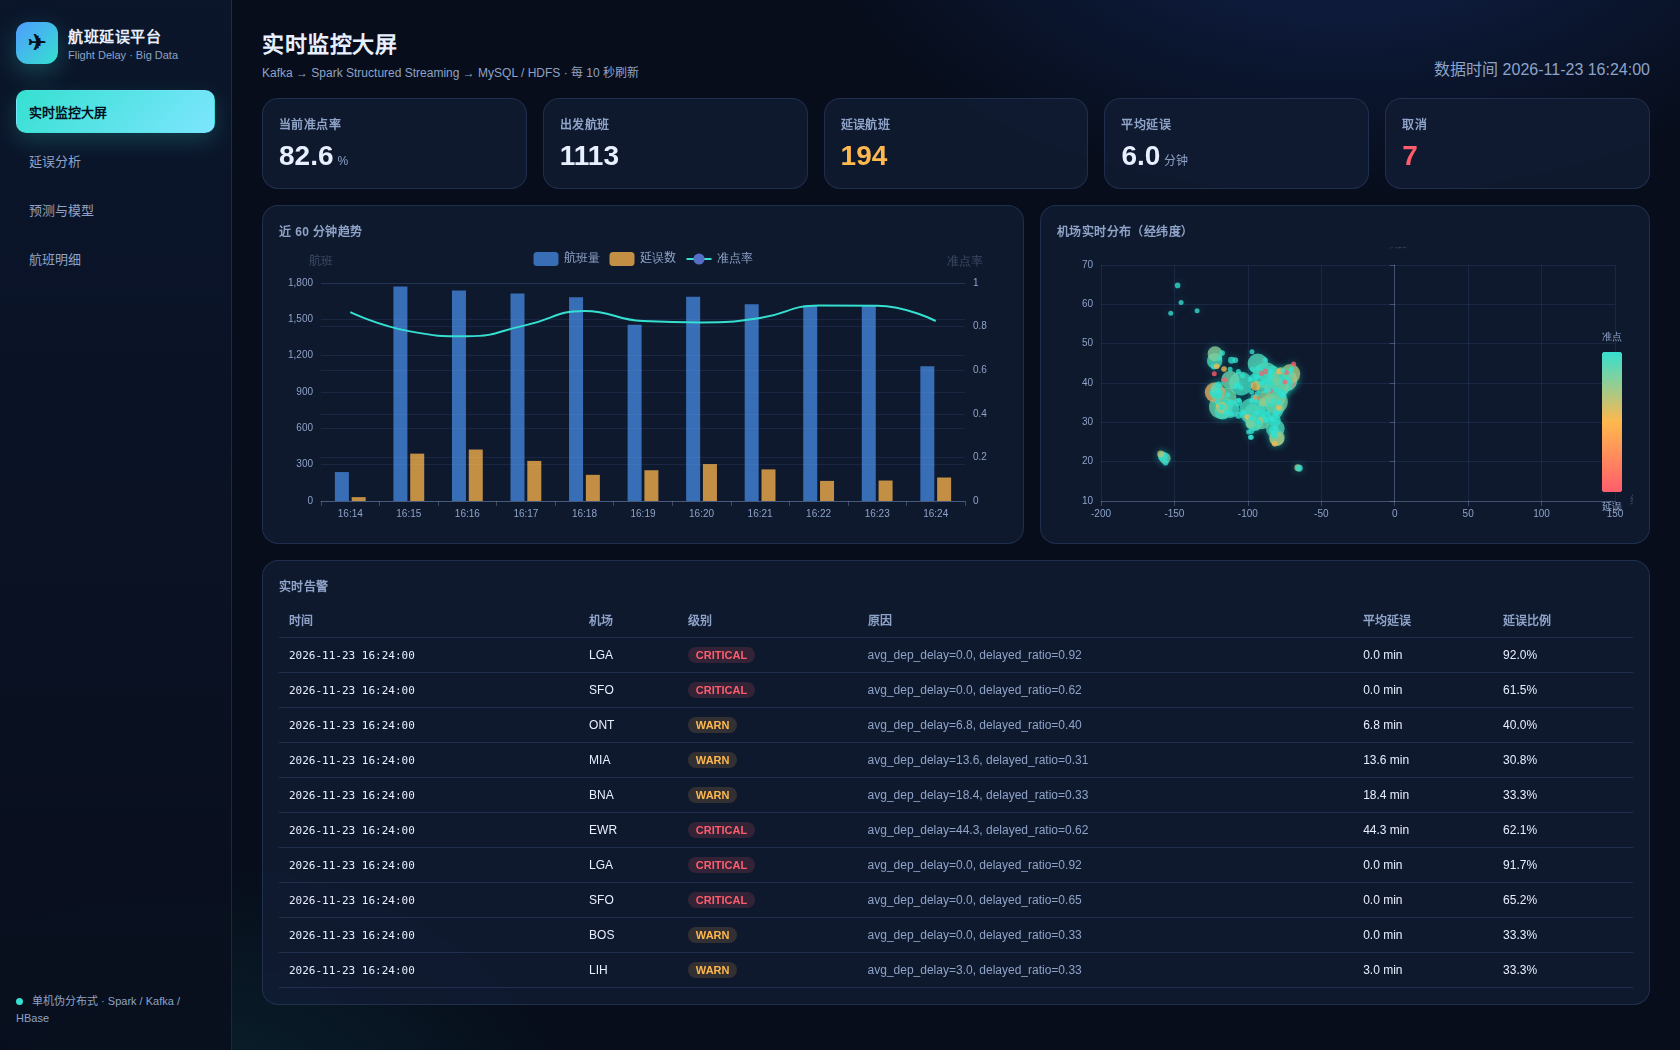 航班延误平台
Flight Delay · Big Data
实时监控大屏
延误分析
预测与模型
航班明细
单机伪分布式 · Spark / Kafka /
HBase
实时监控大屏
Kafka → Spark Structured Streaming → MySQL / HDFS · 每 10 秒刷新
数据时间 2026-11-23 16:24:00
当前准点率
82.6 %
出发航班
1113
延误航班
194
平均延误
6.0 分钟
取消
7
近 60 分钟趋势
航班 航班量 延误数 准点率 准点率
1,800 1
1,500 0.8
1,200 0.6
900 0.4
600 0.2
300
0 0
16:14 16:15 16:16 16:17 16:18 16:19 16:20 16:21 16:22 16:23 16:24
机场实时分布（经纬度）
70
60
50
40
30
20
10
-200 -150 -100 -50 0 50 100 150
准点
延误
实时告警
时间 机场 级别 原因 平均延误 延误比例
2026-11-23 16:24:00 LGA CRITICAL avg_dep_delay=0.0, delayed_ratio=0.92 0.0 min 92.0%
2026-11-23 16:24:00 SFO CRITICAL avg_dep_delay=0.0, delayed_ratio=0.62 0.0 min 61.5%
2026-11-23 16:24:00 ONT WARN avg_dep_delay=6.8, delayed_ratio=0.40 6.8 min 40.0%
2026-11-23 16:24:00 MIA WARN avg_dep_delay=13.6, delayed_ratio=0.31 13.6 min 30.8%
2026-11-23 16:24:00 BNA WARN avg_dep_delay=18.4, delayed_ratio=0.33 18.4 min 33.3%
2026-11-23 16:24:00 EWR CRITICAL avg_dep_delay=44.3, delayed_ratio=0.62 44.3 min 62.1%
2026-11-23 16:24:00 LGA CRITICAL avg_dep_delay=0.0, delayed_ratio=0.92 0.0 min 91.7%
2026-11-23 16:24:00 SFO CRITICAL avg_dep_delay=0.0, delayed_ratio=0.65 0.0 min 65.2%
2026-11-23 16:24:00 BOS WARN avg_dep_delay=0.0, delayed_ratio=0.33 0.0 min 33.3%
2026-11-23 16:24:00 LIH WARN avg_dep_delay=3.0, delayed_ratio=0.33 3.0 min 33.3%